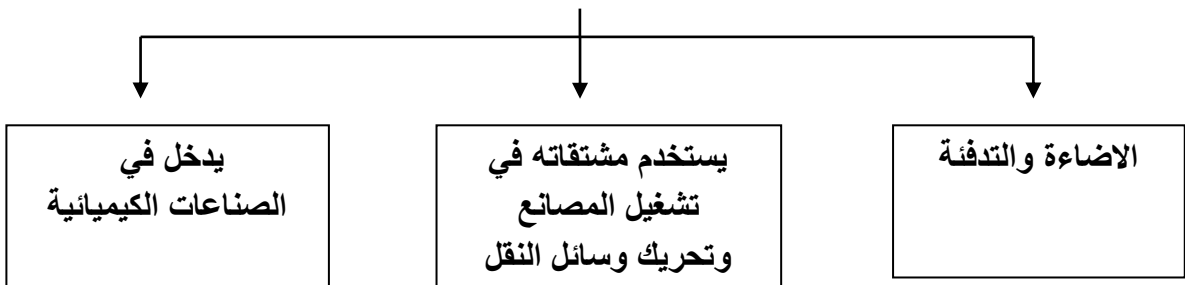 الاضاءة والتدفئة
يستخدم مشتقاته في
تشغيل المصانع
وتحريك وسائل النقل
يدخل في
الصناعات الكيميائية